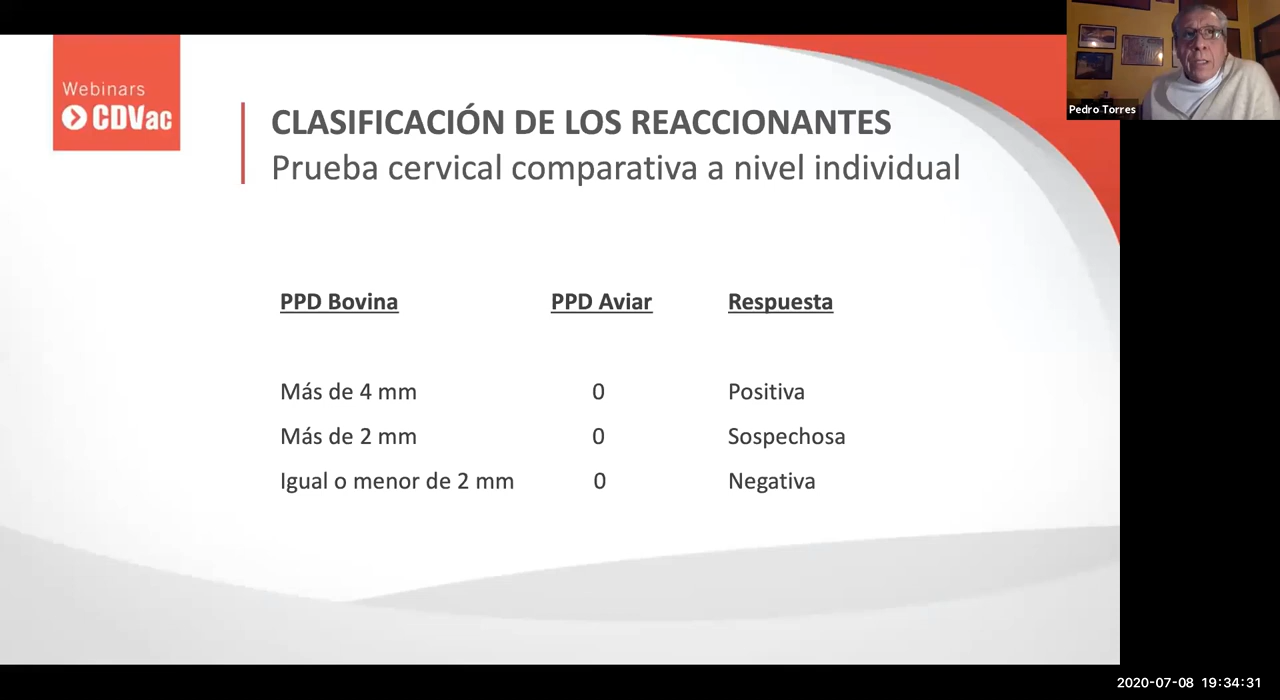 Webinars
CDVac
Pedro Torres
CLASIFICACIÓN DE LOS REACCIONANTES
Prueba cervical comparativa a nivel individual
PPD Bovina PPD Aviar Respuesta
Más de 4 mm 0 Positiva
Más de 2 mm 0 Sospechosa
Igual o menor de 2 mm 0 Negativa
2020-07-08 19:34:31